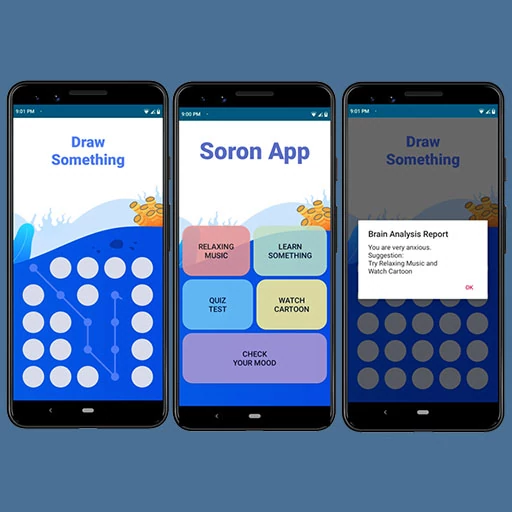 9:01 PM
Draw
Something
9:00 PM
Soron App
RELAXING
MUSIC
LEARN
SOMETHING
QUIZ
TEST
WATCH
CARTOON
CHECK
YOUR MOOD
9:01 PM
Draw
Something
Brain Analysis Report
You are very anxious.
Suggestion:
Try Relaxing Music and
Watch Cartoon
OK